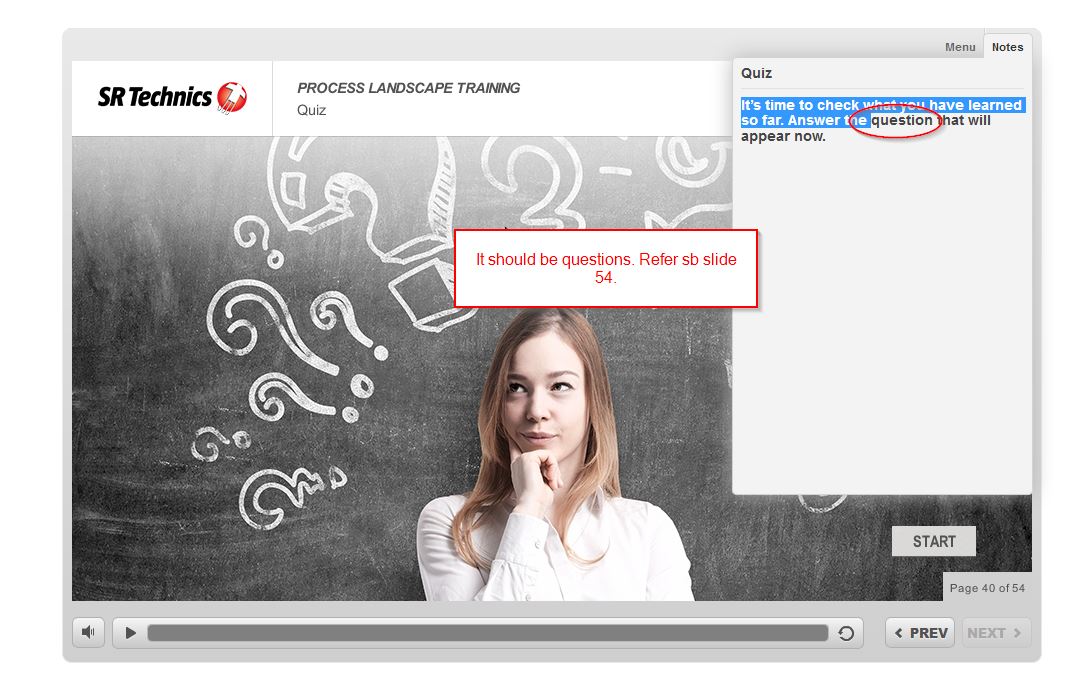 Menu
Notes
SR Technics
PROCESS LANDSCAPE TRAINING
Quiz
Quiz
It's time to check what you have learned
so far. Answer the question that will
appear now.
It should be questions. Refer sb slide
54.
START
Page 40 of 54
PREV
NEXT